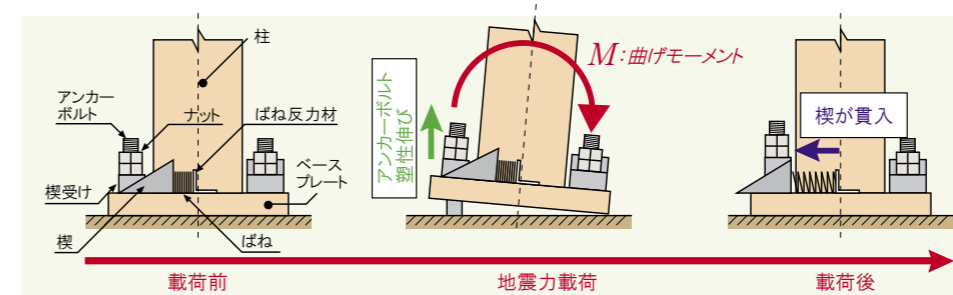 柱
アンカー
ボルト
ナット
ばね反力材
ベース
プレート
楔受け
楔
ばね
アンカーボルト
塑性伸び
M:曲げモーメント
楔が貫入
載荷前
地震力載荷
載荷後